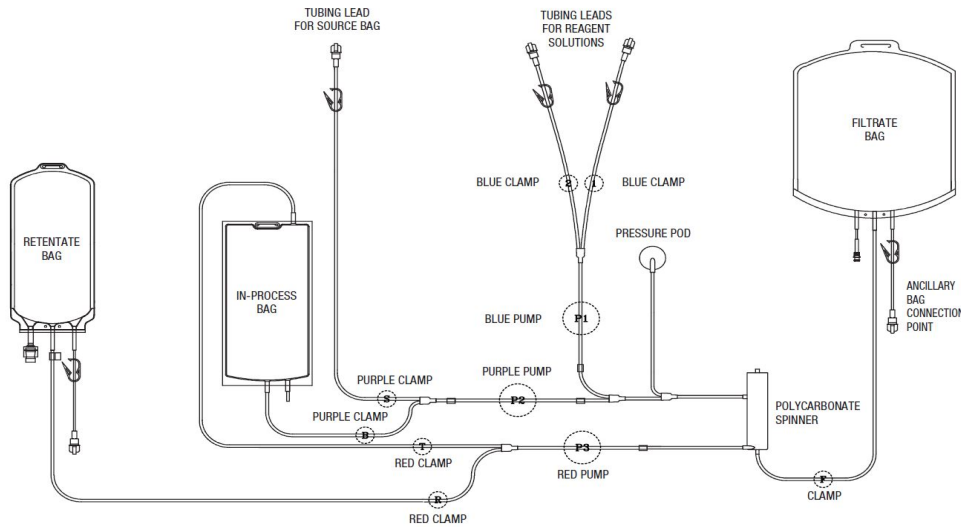 TUBING LEAD
FOR SOURCE BAG
TUBING LEADS
FOR REAGENT
SOLUTIONS
FILTRATE
BAG
BLUE CLAMP
2
1
BLUE CLAMP
RETENTATE
BAG
PRESSURE POD
IN-PROCESS
BAG
ANCILLARY
BAG
CONNECTION
POINT
BLUE PUMP
P1
PURPLE CLAMP
PURPLE PUMP
S
P2
POLYCARBONATE
SPINNER
PURPLE CLAMP
B
T
P3
RED CLAMP
RED PUMP
F
CLAMP
R
RED CLAMP